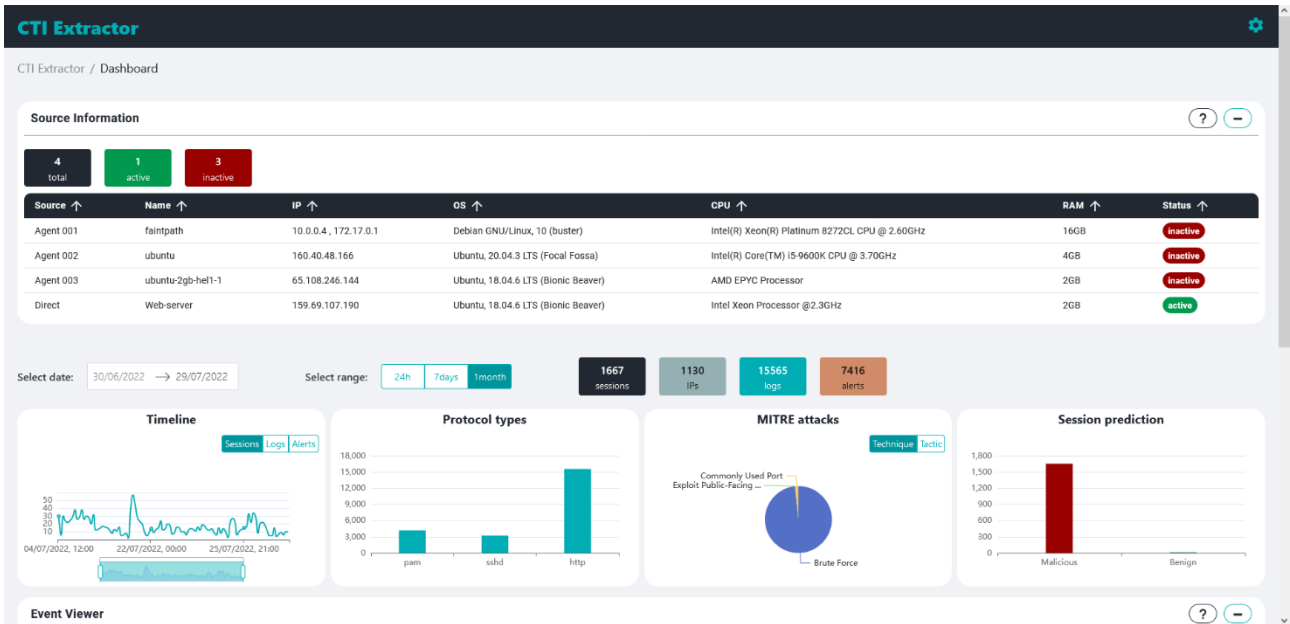 CTI Extractor
CTI Extractor / Dashboard
Source Information
?
4 total
1 active
3 inactive
Source Name IP OS CPU RAM Status
Agent 001 faintpath 10.0.0.4 , 172.17.0.1 Debian GNU/Linux, 10 (buster) Intel(R) Xeon(R) Platinum 8272CL CPU @ 2.60GHz 16GB inactive
Agent 002 ubuntu 160.40.48.166 Ubuntu, 20.04.3 LTS (Focal Fossa) Intel(R) Core(TM) i5-9600K CPU @ 3.70GHz 4GB inactive
Agent 003 ubuntu-2gb-hel1-1 65.108.246.144 Ubuntu, 18.04.6 LTS (Bionic Beaver) AMD EPYC Processor 2GB inactive
Direct Web-server 159.69.107.190 Ubuntu, 18.04.6 LTS (Bionic Beaver) Intel Xeon Processor @2.3GHz 2GB active
Select date: 30/06/2022 → 29/07/2022
Select range: 24h 7days 1month
1667 sessions
1130 IPs
15565 logs
7416 alerts
Timeline
Sessions Logs Alerts
50
40
30
20
10
04/07/2022, 12:00 22/07/2022, 00:00 25/07/2022, 21:00
Protocol types
18,000
15,000
12,000
9,000
6,000
3,000
0
pam sshd http
MITRE attacks
Technique Tactic
Commonly Used Port
Exploit Public-Facing ...
Brute Force
Session prediction
1,800
1,500
1,200
900
600
300
0
Malicious Benign
Event Viewer
?